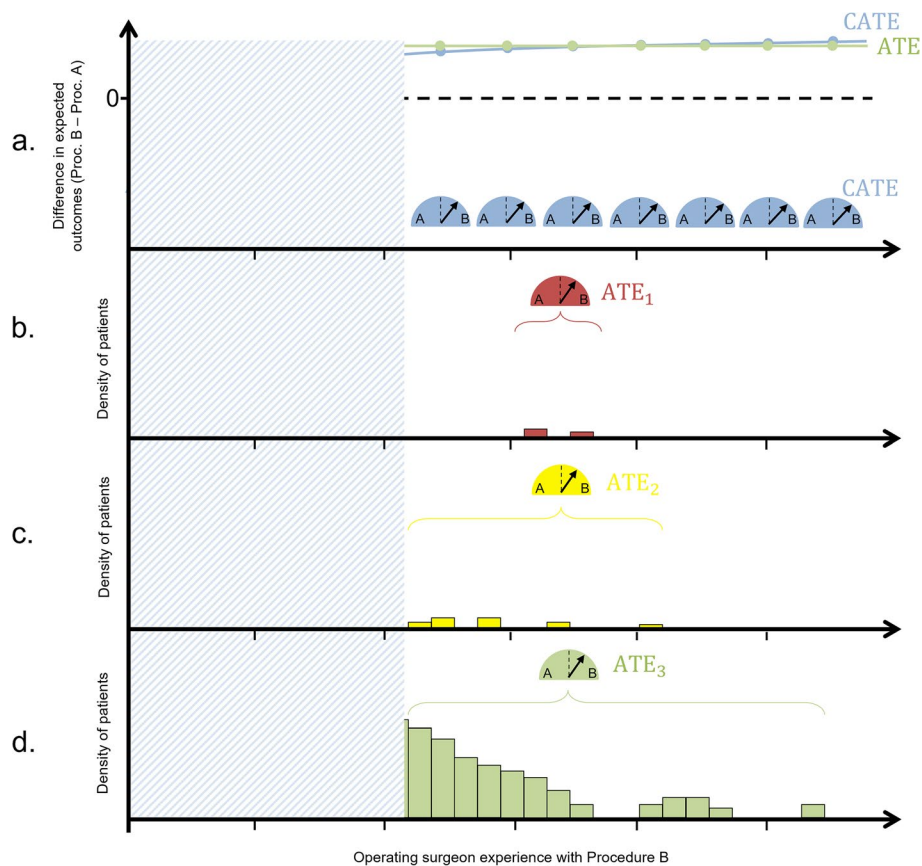 a.
Difference in expected
outcomes (Proc. B – Proc. A)
0
CATE
ATE
CATE
A B
A B
A B
A B
A B
A B
A B
b.
Density of patients
A B
ATE₁
c.
Density of patients
A B
ATE₂
d.
Density of patients
A B
ATE₃
Operating surgeon experience with Procedure B